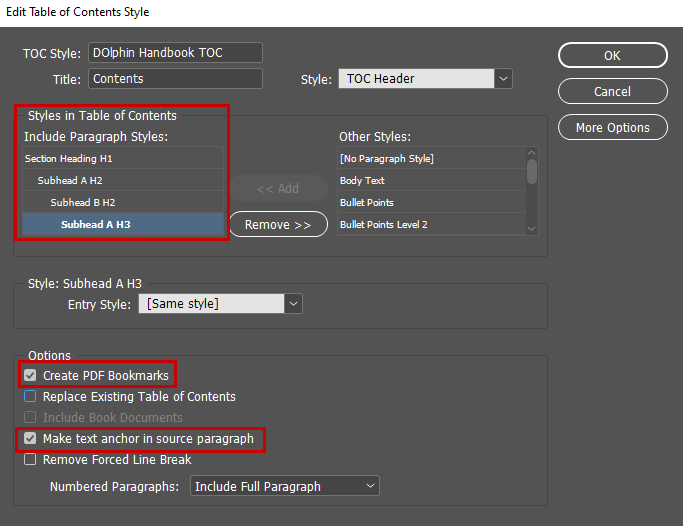 Edit Table of Contents Style
TOC Style: DOlphin Handbook TOC
OK
Title: Contents
Style: TOC Header
Cancel
More Options
Styles in Table of Contents
Include Paragraph Styles:
Other Styles:
Section Heading H1
Subhead A H2
Subhead B H2
Subhead A H3
<< Add
Remove >>
[No Paragraph Style]
Body Text
Bullet Points
Bullet Points Level 2
Style: Subhead A H3
Entry Style: [Same style]
Options
Create PDF Bookmarks
Replace Existing Table of Contents
Include Book Documents
Make text anchor in source paragraph
Remove Forced Line Break
Numbered Paragraphs: Include Full Paragraph